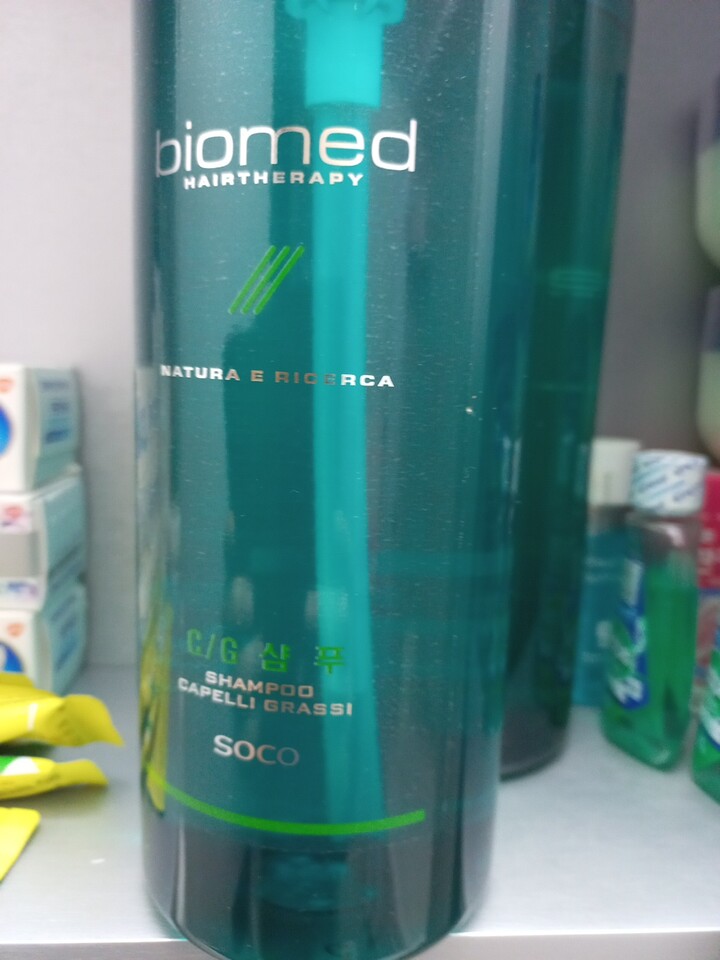 biomed
HAIRTHERAPY
NATURA E RICERCA
C/G 샴푸
SHAMPOO
CAPELLI GRASSI
SOCO